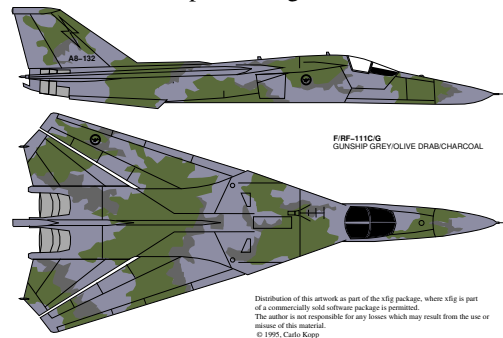 A8-132
F/RF-111C/G
GUNSHIP GREY/OLIVE DRAB/CHARCOAL
Distribution of this artwork as part of the xfig package, where xfig is part
of a commercially sold software package is permitted.
The author is not responsible for any losses which may result from the use or
misuse of this material.
© 1995, Carlo Kopp